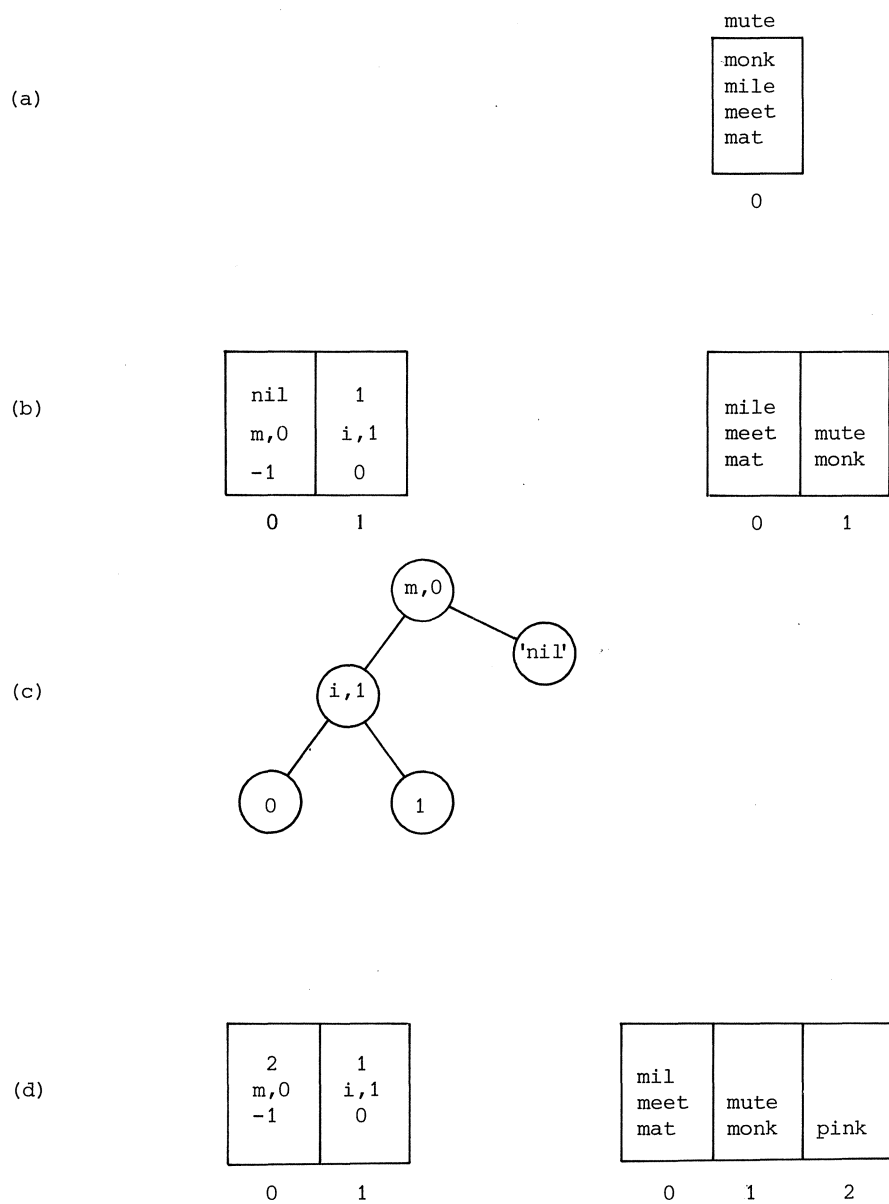 mute
(a)
monk
mile
meet
mat
0
(b)
nil 1
m,0 i,1
-1 0
0 1
mile
meet mute
mat monk
0 1
(c)
m,0
'nil'
i,1
0 1
(d)
2 1
m,0 i,1
-1 0
0 1
mil
meet mute
mat monk pink
0 1 2